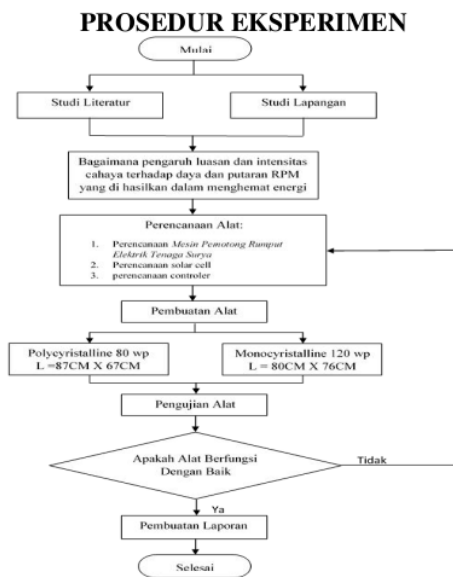 PROSEDUR EKSPERIMEN
Mulai
Studi Literatur
Studi Lapangan
Bagaimana pengaruh luasan dan intensitas
cahaya terhadap daya dan putaran RPM
yang di hasilkan dalam menghemat energi
Perencanaan Alat:
1. Perencanaan Mesin Pemotong Rumput
Elektrik Tenaga Surya
2. Perencanaan solar cell
3. perencanaan controler
Pembuatan Alat
Polycyristalline 80 wp
L =87CM X 67CM
Monocyristalline 120 wp
L = 80CM X 76CM
Pengujian Alat
Apakah Alat Berfungsi
Dengan Baik
Tidak
Ya
Pembuatan Laporan
Selesai